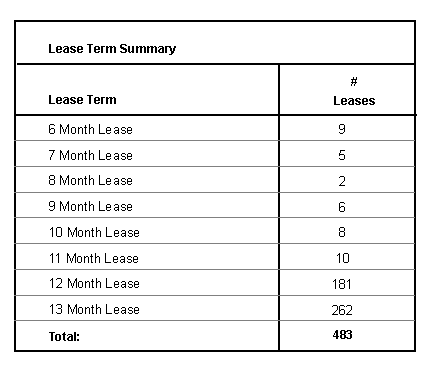 Lease Term Summary
#
Lease Term Leases
6 Month Lease 9
7 Month Lease 5
8 Month Lease 2
9 Month Lease 6
10 Month Lease 8
11 Month Lease 10
12 Month Lease 181
13 Month Lease 262
Total: 483